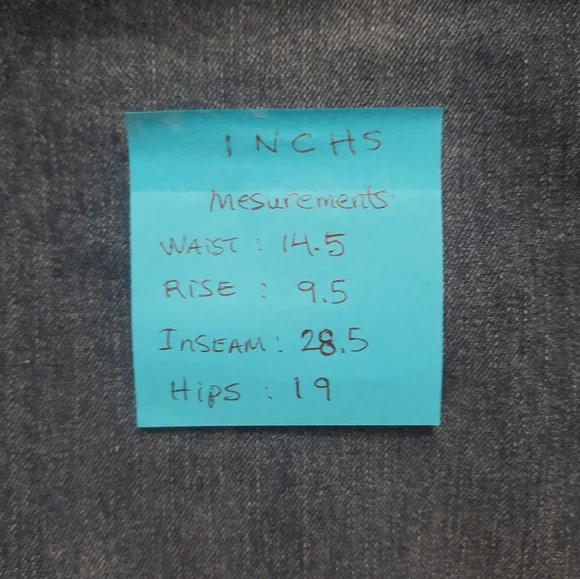 INCHS
Mesurements:
WAIST : 14.5
RISE : 9.5
InSEAM : 28.5
Hips : 19